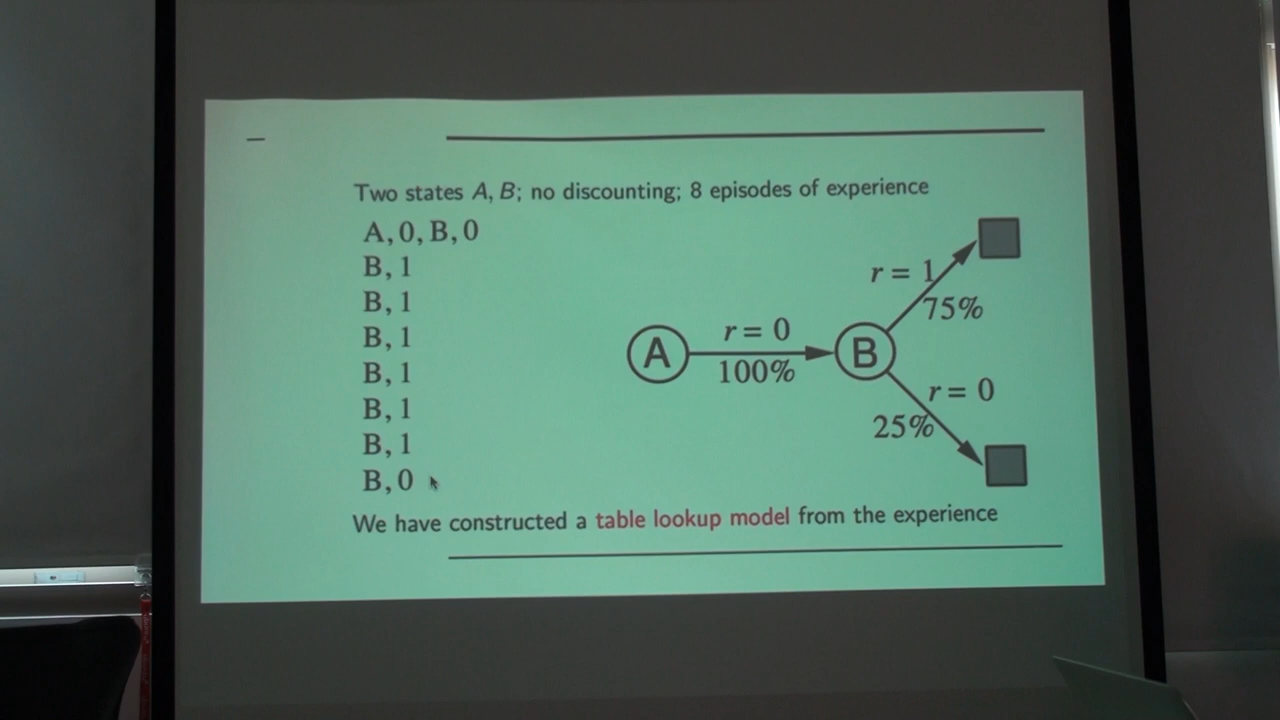 Two states A, B; no discounting; 8 episodes of experience
A, 0, B, 0
B, 1
B, 1
B, 1
B, 1
B, 1
B, 1
B, 0
A
r = 0
100%
B
r = 1
75%
r = 0
25%
We have constructed a table lookup model from the experience